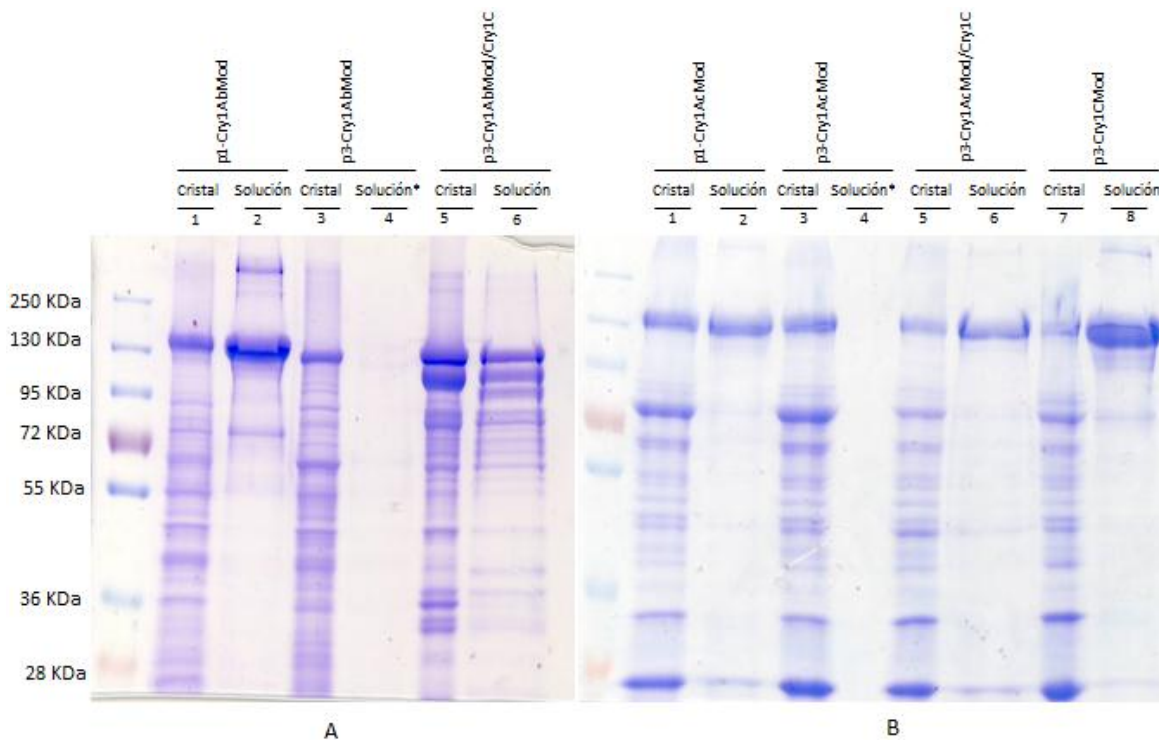 p1-Cry1AbMod p3-Cry1AbMod p3-Cry1AbMod/Cry1C p1-Cry1AcMod p3-Cry1AcMod p3-Cry1AcMod/Cry1C p3-Cry1CMod
Cristal Solución Cristal Solución* Cristal Solución Cristal Solución Cristal Solución* Cristal Solución Cristal Solución
1 2 3 4 5 6 1 2 3 4 5 6 7 8
250 KDa
130 KDa
95 KDa
72 KDa
55 KDa
36 KDa
28 KDa
A B